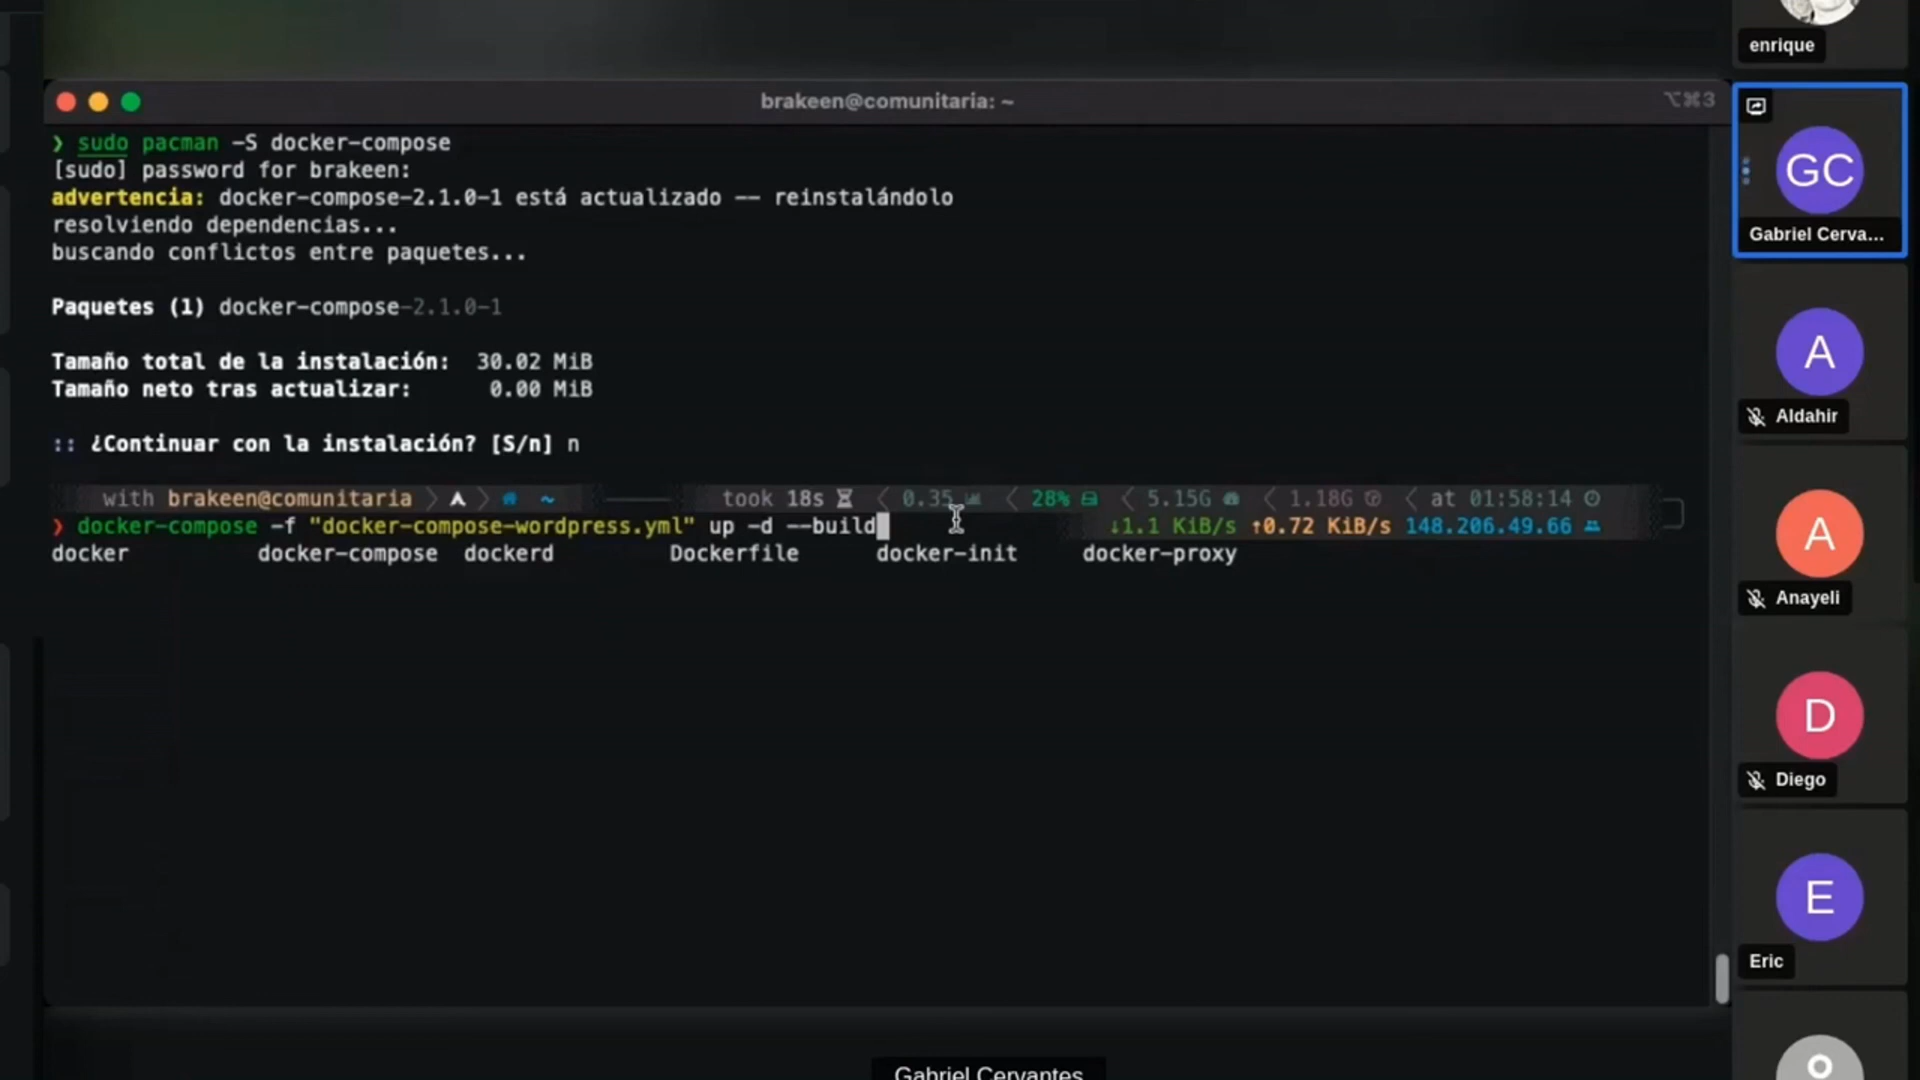 brakeen@comunitaria: ~
⌥⌘3
❯ sudo pacman -S docker-compose
[sudo] password for brakeen:
advertencia: docker-compose-2.1.0-1 está actualizado -- reinstalándolo
resolviendo dependencias...
buscando conflictos entre paquetes...
Paquetes (1) docker-compose-2.1.0-1
Tamaño total de la instalación: 30.02 MiB
Tamaño neto tras actualizar: 0.00 MiB
:: ¿Continuar con la instalación? [S/n] n
with brakeen@comunitaria ~ took 18s 0.35 28% 5.15G 1.18G at 01:58:14
❯ docker-compose -f "docker-compose-wordpress.yml" up -d --build ↓1.1 KiB/s ↑0.72 KiB/s 148.206.49.66
docker docker-compose dockerd Dockerfile docker-init docker-proxy
enrique
GC
Gabriel Cerva...
A
Aldahir
A
Anayeli
D
Diego
E
Eric
Gabriel Cervantes